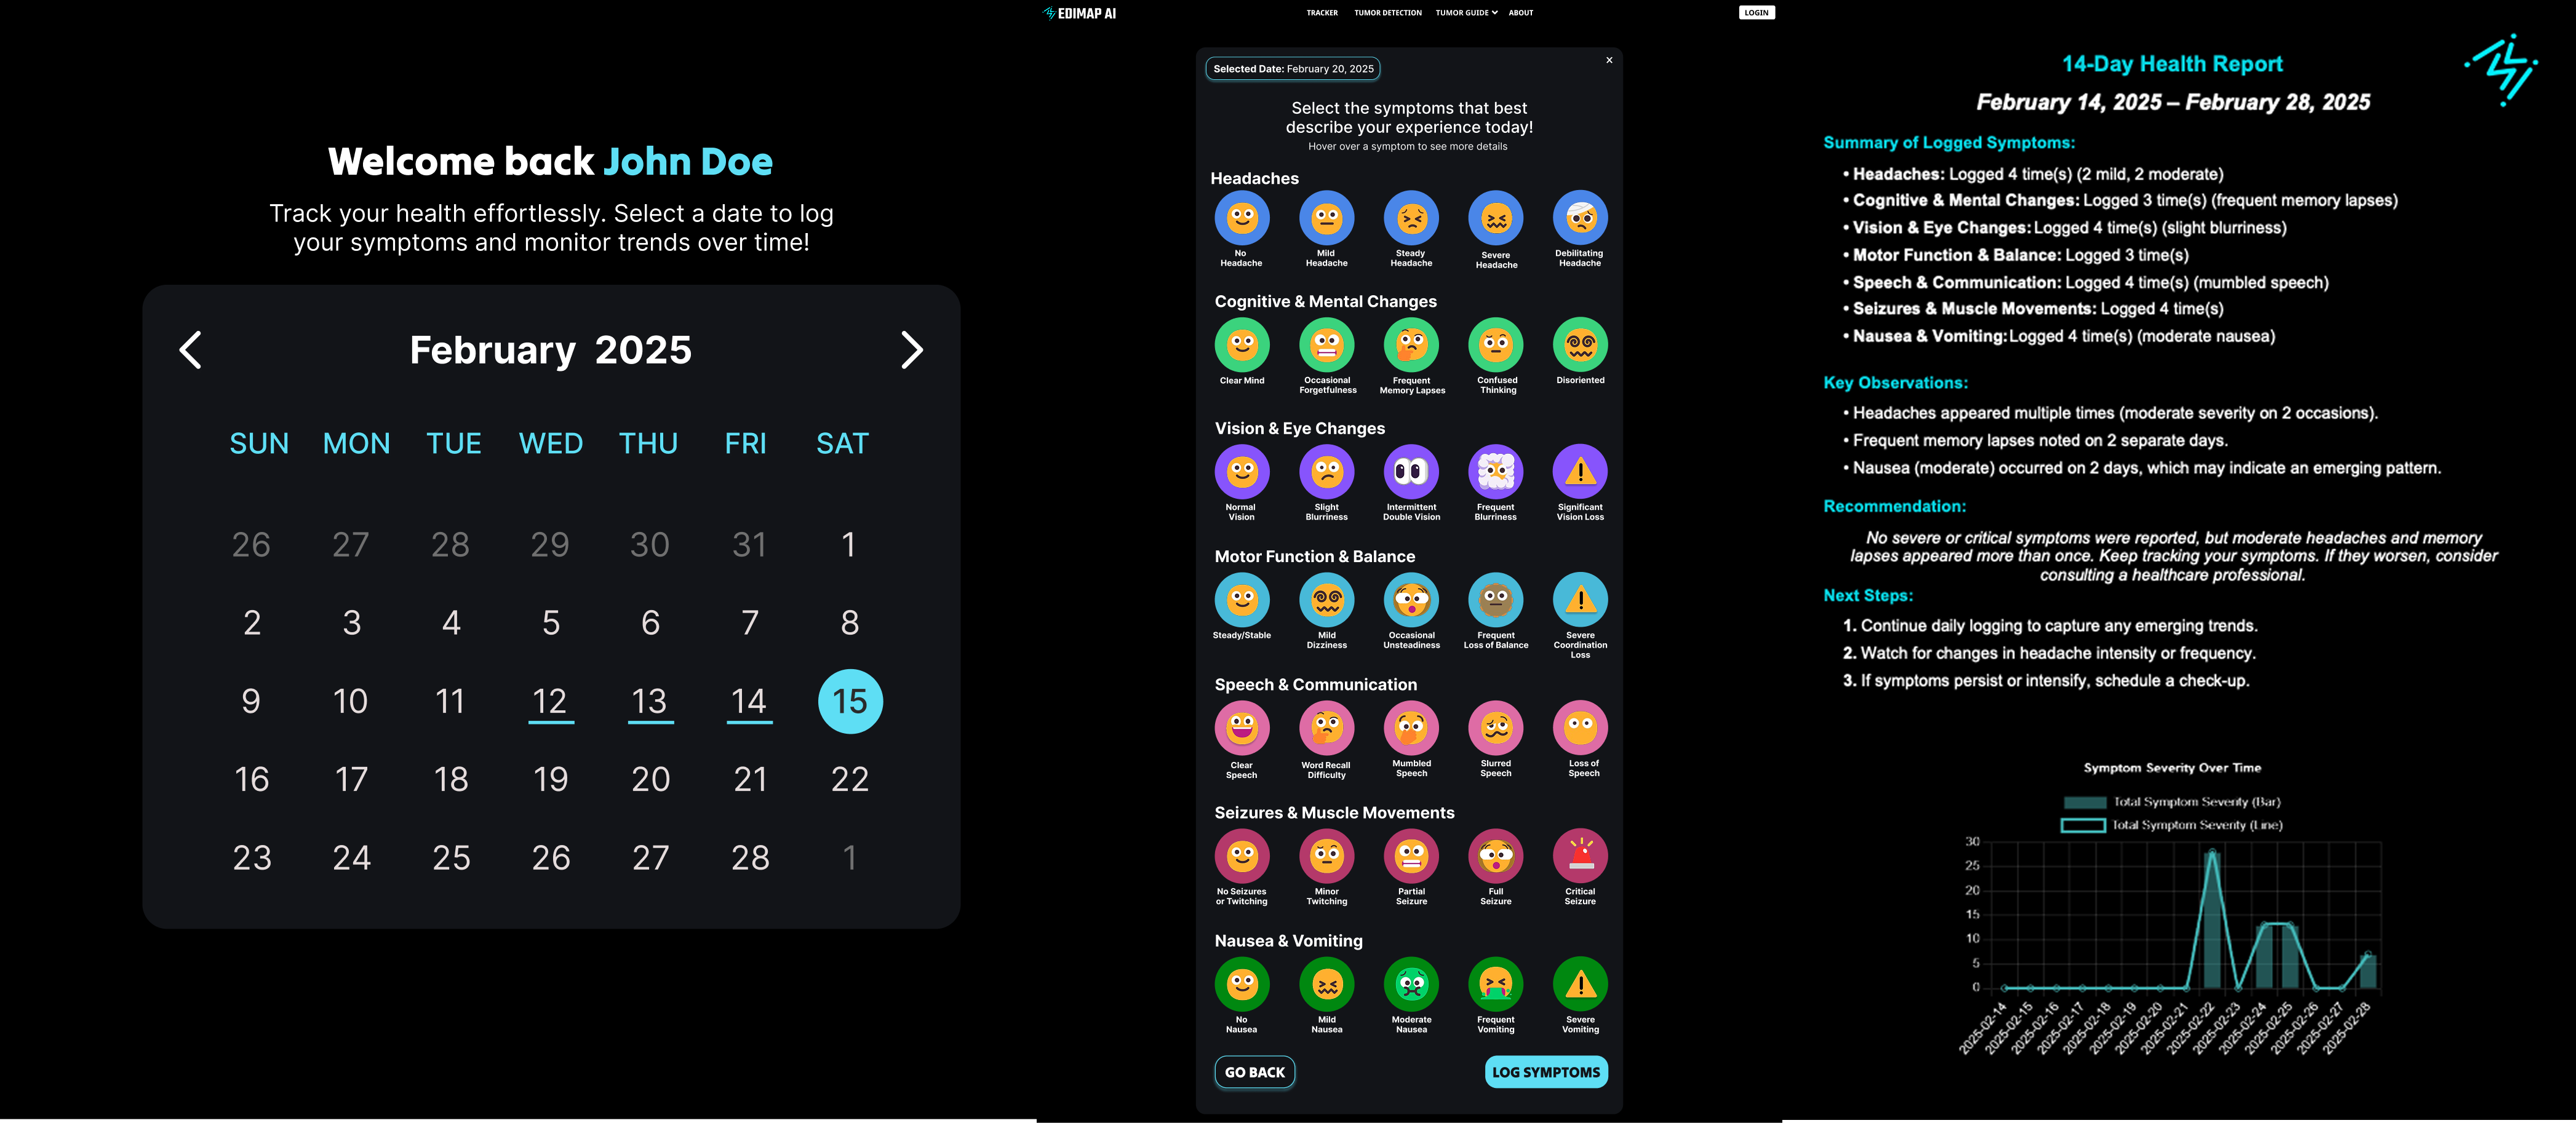 Welcome back John Doe
Track your health effortlessly. Select a date to log
your symptoms and monitor trends over time!
February 2025
SUN MON TUE WED THU FRI SAT
26 27 28 29 30 31 1
2 3 4 5 6 7 8
9 10 11 12 13 14 15
16 17 18 19 20 21 22
23 24 25 26 27 28 1
EDIMAP AI
TRACKER TUMOR DETECTION TUMOR GUIDE ABOUT
LOGIN
Selected Date: February 20, 2025
X
Select the symptoms that best
describe your experience today!
Hover over a symptom to see more details
Headaches
No Headache
Mild Headache
Steady Headache
Severe Headache
Debilitating Headache
Cognitive & Mental Changes
Clear Mind
Occasional Forgetfulness
Frequent Memory Lapses
Confused Thinking
Disoriented
Vision & Eye Changes
Normal Vision
Slight Blurriness
Intermittent Double Vision
Frequent Blurriness
Significant Vision Loss
Motor Function & Balance
Steady/Stable
Mild Dizziness
Occasional Unsteadiness
Frequent Loss of Balance
Severe Coordination Loss
Speech & Communication
Clear Speech
Word Recall Difficulty
Mumbled Speech
Slurred Speech
Loss of Speech
Seizures & Muscle Movements
No Seizures or Twitching
Minor Twitching
Partial Seizure
Full Seizure
Critical Seizure
Nausea & Vomiting
No Nausea
Mild Nausea
Moderate Nausea
Frequent Vomiting
Severe Vomiting
GO BACK
LOG SYMPTOMS
14-Day Health Report
February 14, 2025 – February 28, 2025
Summary of Logged Symptoms:
• Headaches: Logged 4 time(s) (2 mild, 2 moderate)
• Cognitive & Mental Changes: Logged 3 time(s) (frequent memory lapses)
• Vision & Eye Changes: Logged 4 time(s) (slight blurriness)
• Motor Function & Balance: Logged 3 time(s)
• Speech & Communication: Logged 4 time(s) (mumbled speech)
• Seizures & Muscle Movements: Logged 4 time(s)
• Nausea & Vomiting: Logged 4 time(s) (moderate nausea)
Key Observations:
• Headaches appeared multiple times (moderate severity on 2 occasions).
• Frequent memory lapses noted on 2 separate days.
• Nausea (moderate) occurred on 2 days, which may indicate an emerging pattern.
Recommendation:
No severe or critical symptoms were reported, but moderate headaches and memory
lapses appeared more than once. Keep tracking your symptoms. If they worsen, consider
consulting a healthcare professional.
Next Steps:
1. Continue daily logging to capture any emerging trends.
2. Watch for changes in headache intensity or frequency.
3. If symptoms persist or intensify, schedule a check-up.
Symptom Severity Over Time
Total Symptom Severity (Bar)
Total Symptom Severity (Line)
30
25
20
15
10
5
0
2025-02-14
2025-02-15
2025-02-16
2025-02-17
2025-02-18
2025-02-19
2025-02-20
2025-02-21
2025-02-22
2025-02-23
2025-02-24
2025-02-25
2025-02-26
2025-02-27
2025-02-28